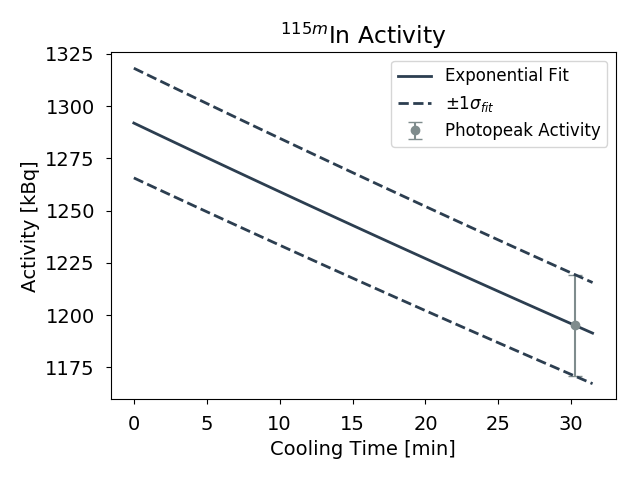 ¹¹⁵ᵐIn Activity
1325
1300
1275
1250
1225
1200
1175
Activity [kBq]
Exponential Fit
±1σ_fit
Photopeak Activity
0 5 10 15 20 25 30
Cooling Time [min]